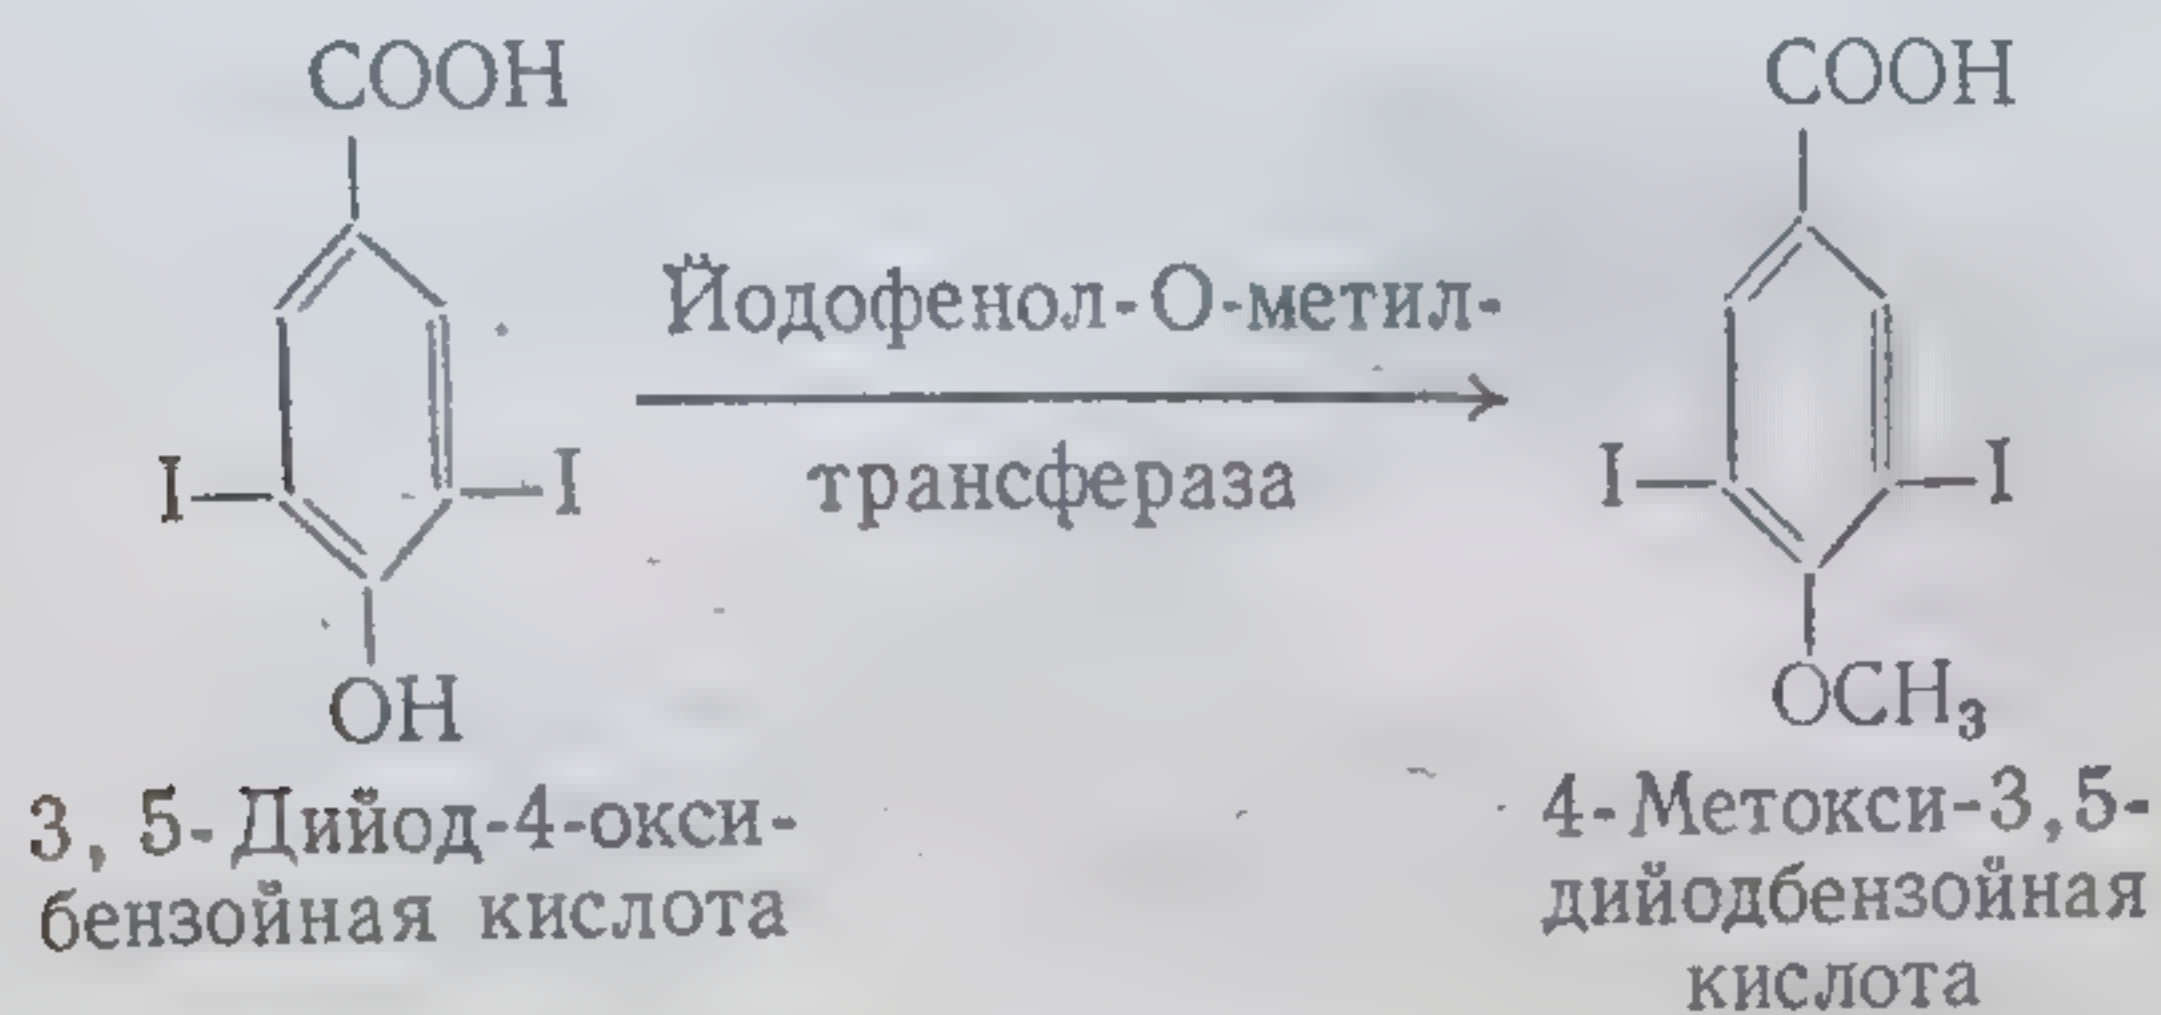 COOH
COOH
Йодофенол-О-метил-
трансфераза
I
I
I
I
OH
OCH₃
3, 5-Дийод-4-окси-
бензойная кислота
4-Метокси-3,5-
дийодбензойная
кислота